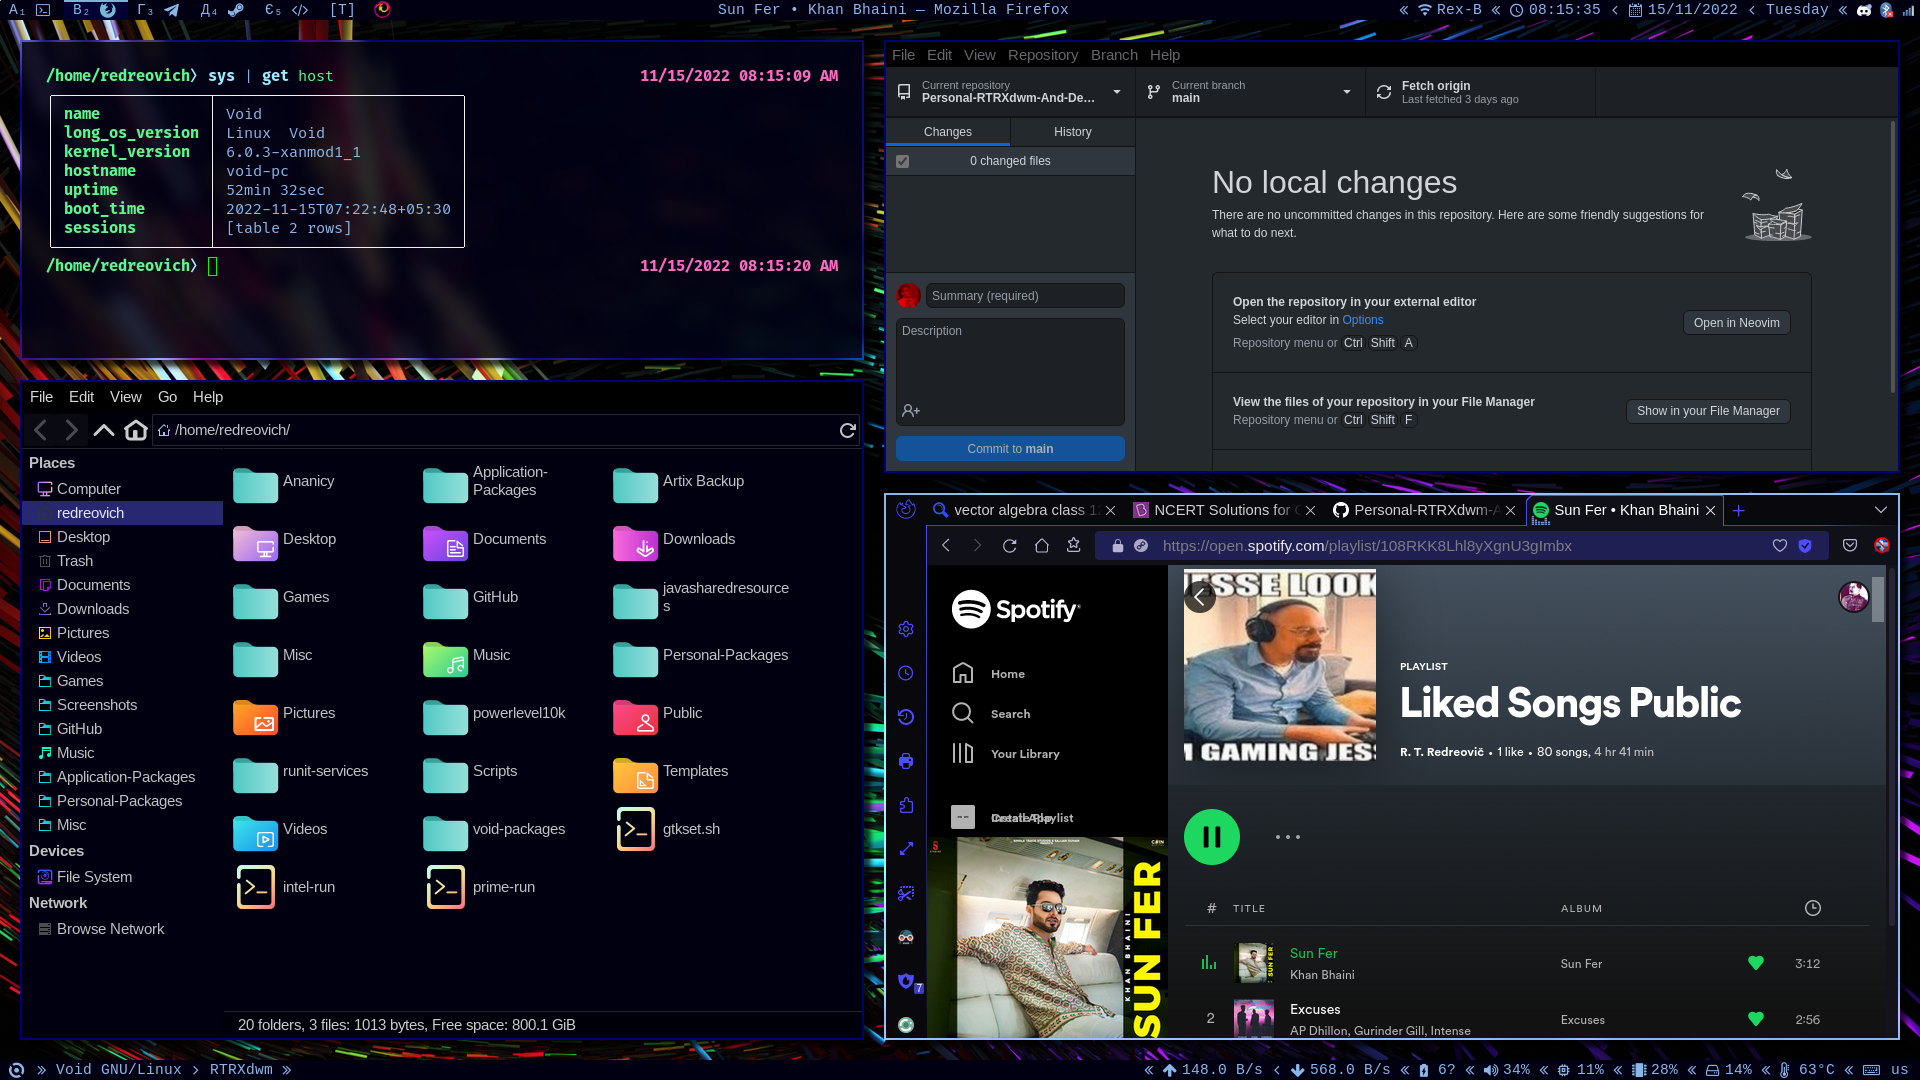 А₁ В₂ Г₃ Д₄ Є₅ [T]
Sun Fer • Khan Bhaini — Mozilla Firefox
« Rex-B « 08:15:35 ‹ 15/11/2022 ‹ Tuesday «
/home/redreovich⟩ sys | get host 11/15/2022 08:15:09 AM
name Void
long_os_version Linux Void
kernel_version 6.0.3-xanmod1_1
hostname void-pc
uptime 52min 32sec
boot_time 2022-11-15T07:22:48+05:30
sessions [table 2 rows]
/home/redreovich⟩ 11/15/2022 08:15:20 AM
File Edit View Go Help
/home/redreovich/
Places
Computer
redreovich
Desktop
Trash
Documents
Downloads
Pictures
Videos
Games
Screenshots
GitHub
Music
Application-Packages
Personal-Packages
Misc
Devices
File System
Network
Browse Network
Ananicy
Application-
Packages
Artix Backup
Desktop
Documents
Downloads
Games
GitHub
javasharedresource
s
Misc
Music
Personal-Packages
Pictures
powerlevel10k
Public
runit-services
Scripts
Templates
Videos
void-packages
gtkset.sh
intel-run
prime-run
20 folders, 3 files: 1013 bytes, Free space: 800.1 GiB
File Edit View Repository Branch Help
Current repository
Personal-RTRXdwm-And-De...
Current branch
main
Fetch origin
Last fetched 3 days ago
Changes
History
0 changed files
Summary (required)
Description
Commit to main
No local changes
There are no uncommitted changes in this repository. Here are some friendly suggestions for
what to do next.
Open the repository in your external editor
Select your editor in Options
Repository menu or Ctrl Shift A
Open in Neovim
View the files of your repository in your File Manager
Repository menu or Ctrl Shift F
Show in your File Manager
vector algebra class 12
NCERT Solutions for C
Personal-RTRXdwm-A
Sun Fer • Khan Bhaini
https://open.spotify.com/playlist/108RKK8Lhl8yXgnU3gImbx
7
Spotify
Home
Search
Your Library
Create Playlist
Install App
KHAN BHAINI
SUN FER
JESSE LOOK
M GAMING JESS
PLAYLIST
Liked Songs Public
R. T. Redreovič • 1 like • 80 songs, 4 hr 41 min
# TITLE ALBUM
Sun Fer
Khan Bhaini
Sun Fer
3:12
2
Excuses
AP Dhillon, Gurinder Gill, Intense
Excuses
2:56
» Void GNU/Linux › RTRXdwm »
« 148.0 B/s ‹ 568.0 B/s « 6? « 34% « 11% « 28% « 14% « 63°C « us